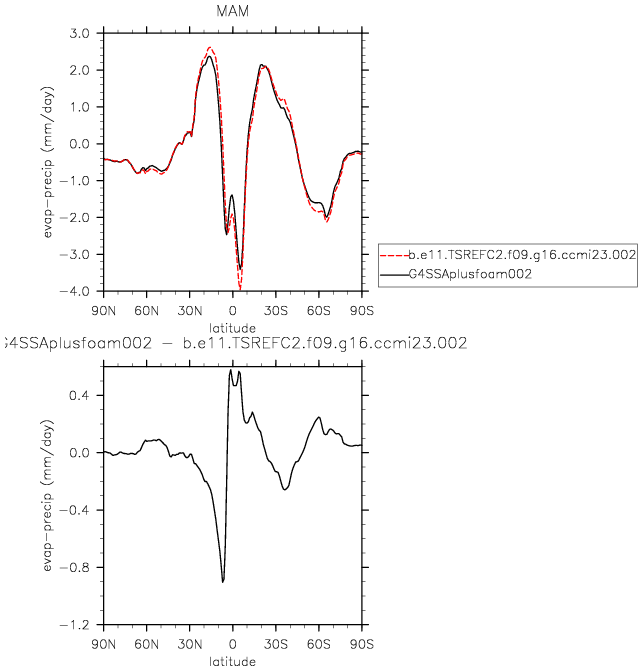 MAM
evap-precip (mm/day)
3.0
2.0
1.0
0.0
−1.0
−2.0
−3.0
−4.0
90N 60N 30N 0 30S 60S 90S
latitude
b.e11.TSREFC2.f09.g16.ccmi23.002
G4SSAplusfoam002
G4SSAplusfoam002 − b.e11.TSREFC2.f09.g16.ccmi23.002
evap-precip (mm/day)
0.4
0.0
−0.4
−0.8
−1.2
90N 60N 30N 0 30S 60S 90S
latitude